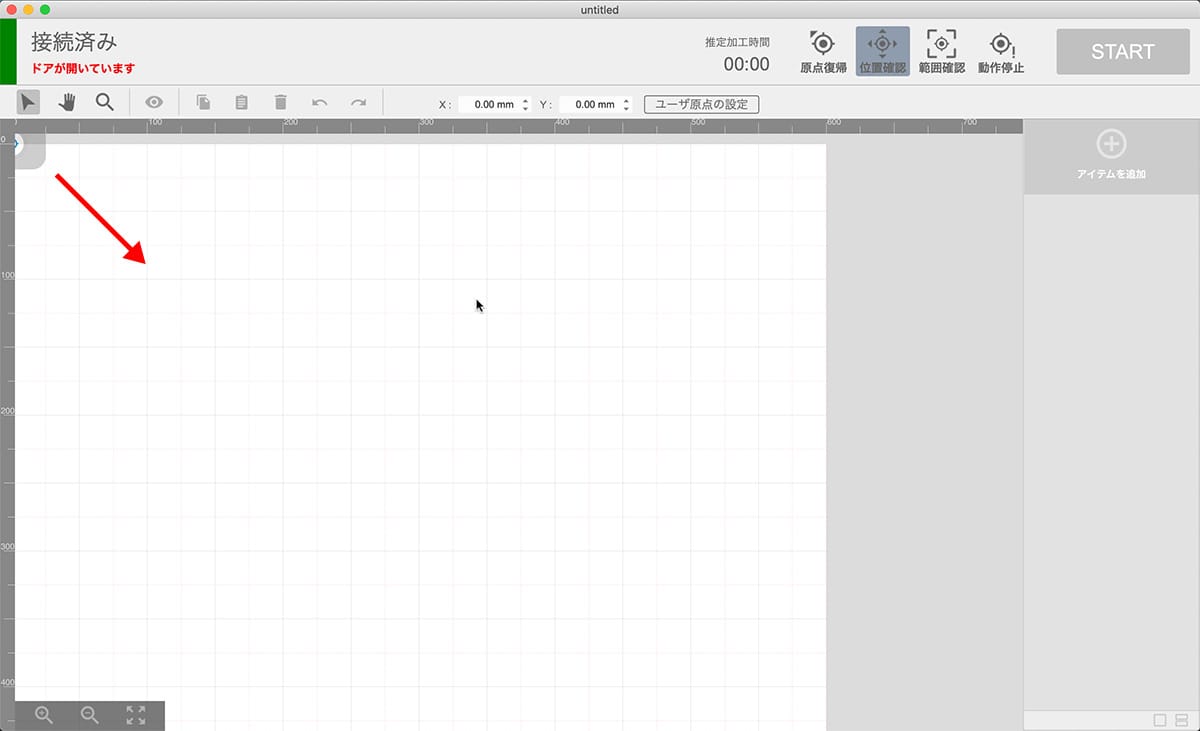 untitled
接続済み
ドアが開いています
推定加工時間
00:00
原点復帰
位置確認
範囲確認
動作停止
START
X :
0.00 mm
Y :
0.00 mm
ユーザ原点の設定
100
200
300
400
500
600
700
0
100
200
300
400
アイテムを追加